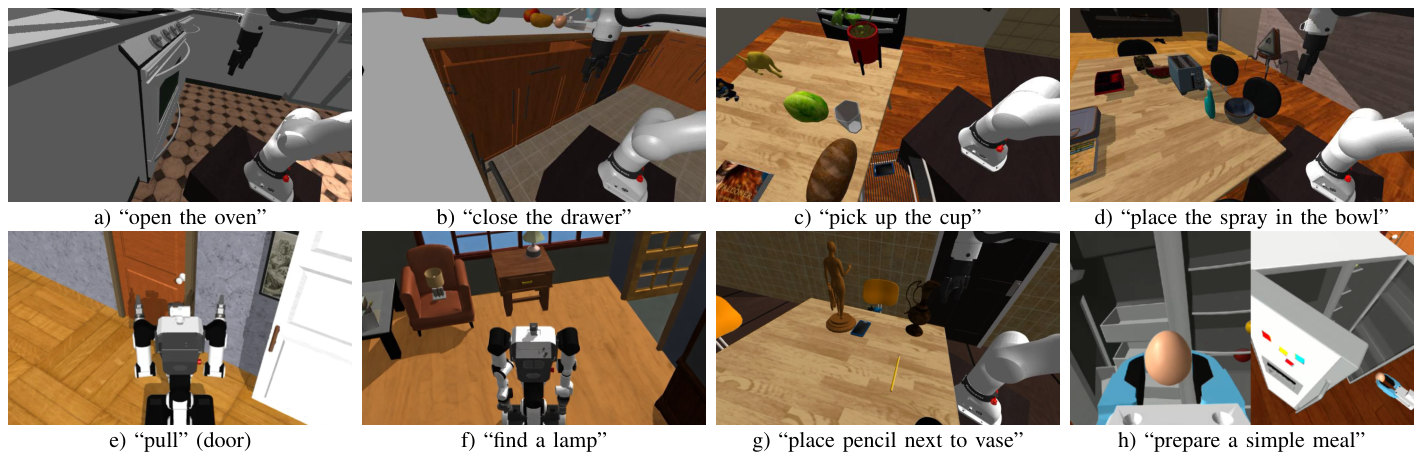 a) “open the oven”
b) “close the drawer”
c) “pick up the cup”
d) “place the spray in the bowl”
e) “pull” (door)
f) “find a lamp”
g) “place pencil next to vase”
h) “prepare a simple meal”